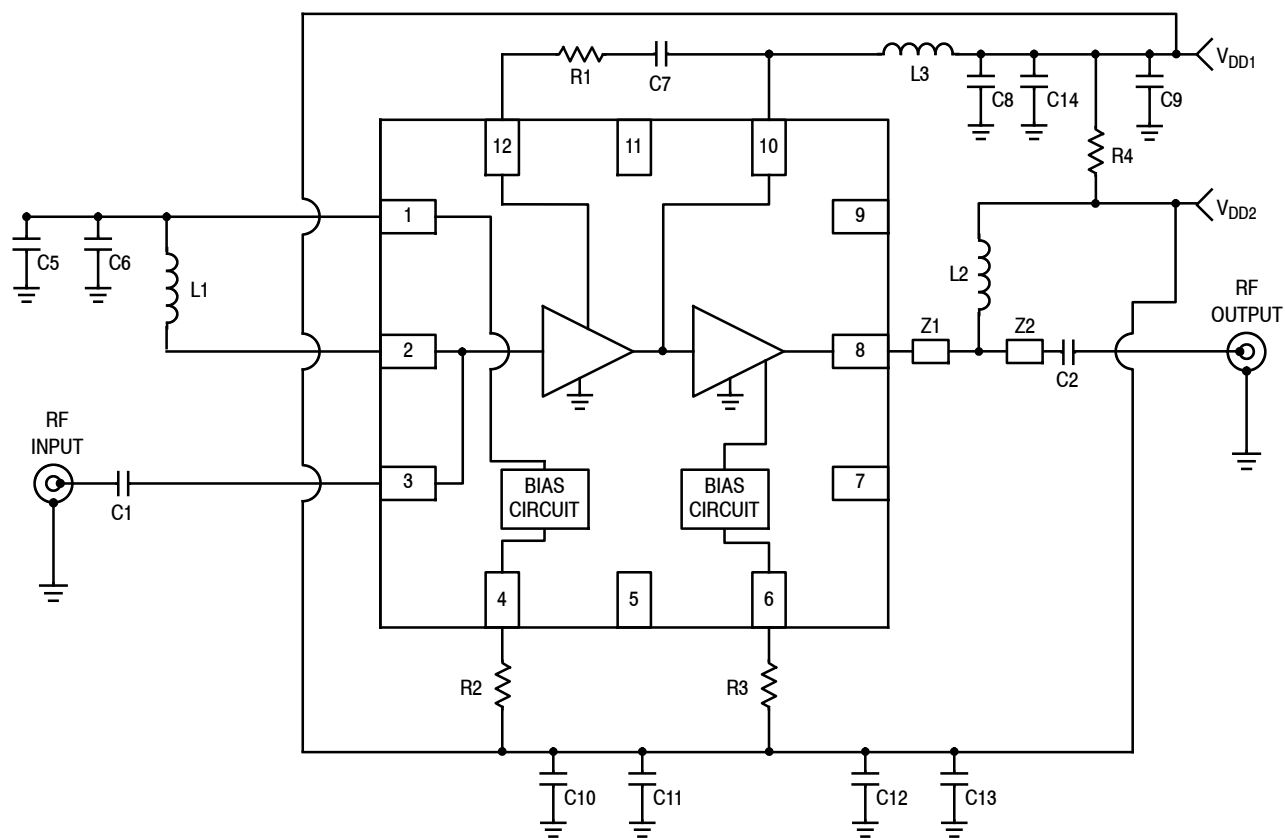 R1
C7
L3
C8
C14
C9
VDD1
12
11
10
R4
1
9
VDD2
C5
C6
L1
L2
RF
OUTPUT
2
8
Z1
Z2
C2
RF
INPUT
C1
3
7
BIAS
CIRCUIT
BIAS
CIRCUIT
4
5
6
R2
R3
C10
C11
C12
C13